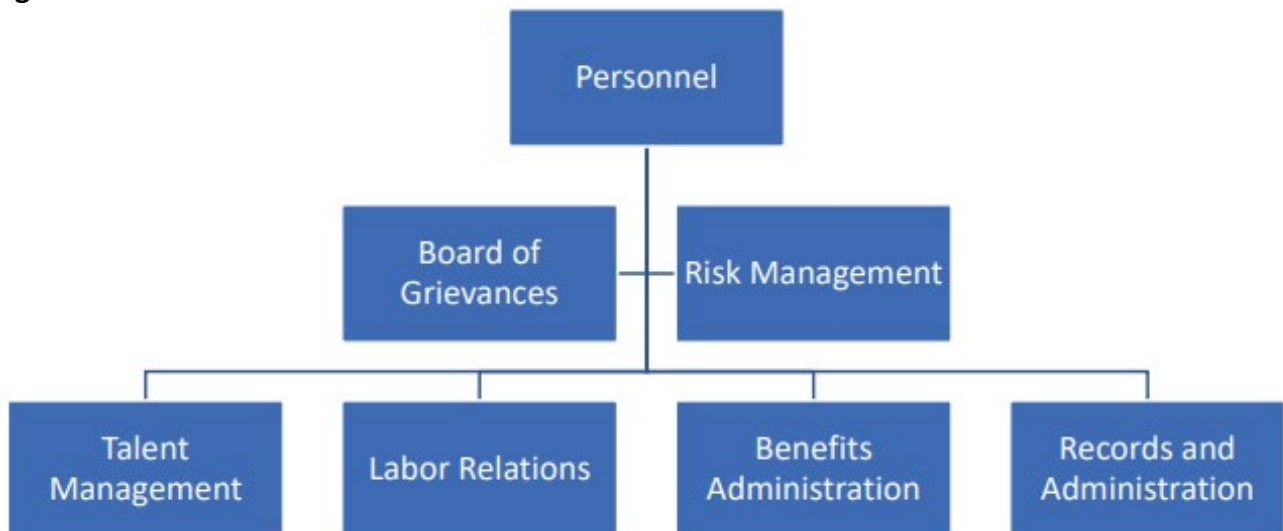 Personnel
Board of
Grievances
Risk Management
Talent
Management
Labor Relations
Benefits
Administration
Records and
Administration